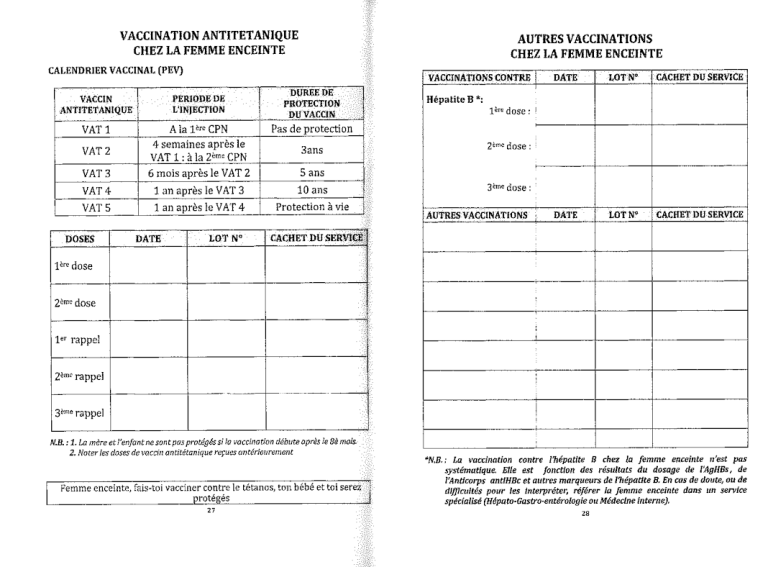 VACCINATION ANTITETANIQUE
CHEZ LA FEMME ENCEINTE
CALENDRIER VACCINAL (PEV)
VACCIN ANTITETANIQUE | PERIODE DE L'INJECTION | DUREE DE PROTECTION DU VACCIN
VAT 1 | A la 1ère CPN | Pas de protection
VAT 2 | 4 semaines après le VAT 1 : à la 2ème CPN | 3ans
VAT 3 | 6 mois après le VAT 2 | 5 ans
VAT 4 | 1 an après le VAT 3 | 10 ans
VAT 5 | 1 an après le VAT 4 | Protection à vie
DOSES | DATE | LOT N° | CACHET DU SERVICE
1ère dose
2ème dose
1er rappel
2ème rappel
3ème rappel
N.B. : 1. La mère et l'enfant ne sont pas protégés si la vaccination débute après le 8è mois.
2. Noter les doses de vaccin antitétanique reçues antérieurement
Femme enceinte, fais-toi vacciner contre le tétanos, ton bébé et toi serez
protégés
27
AUTRES VACCINATIONS
CHEZ LA FEMME ENCEINTE
VACCINATIONS CONTRE | DATE | LOT N° | CACHET DU SERVICE
Hépatite B *:
1ère dose :
2ème dose :
3ème dose :
AUTRES VACCINATIONS | DATE | LOT N° | CACHET DU SERVICE
*N.B. : La vaccination contre l'hépatite B chez la femme enceinte n'est pas
systématique. Elle est fonction des résultats du dosage de l'AgHBs, de
l'Anticorps antiHBc et autres marqueurs de l'hépatite B. En cas de doute, ou de
difficultés pour les interpréter, référer la femme enceinte dans un service
spécialisé (Hépato-Gastro-entérologie ou Médecine interne).
28